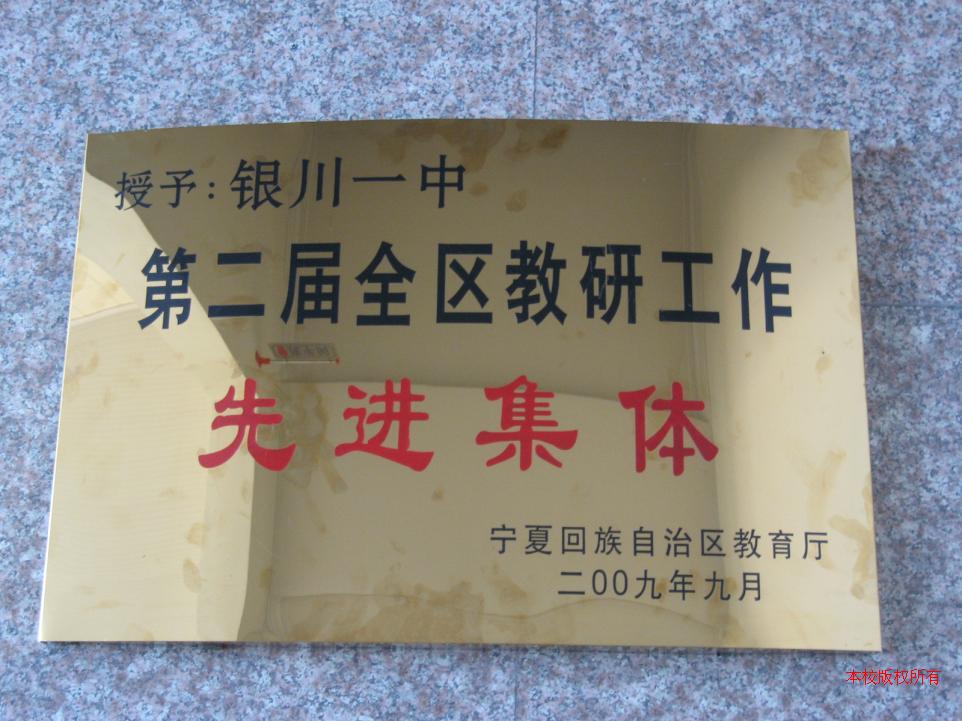 授予:银川一中
第二届全区教研工作
先进集体
宁夏回族自治区教育厅
二00九年九月
本校版权所有